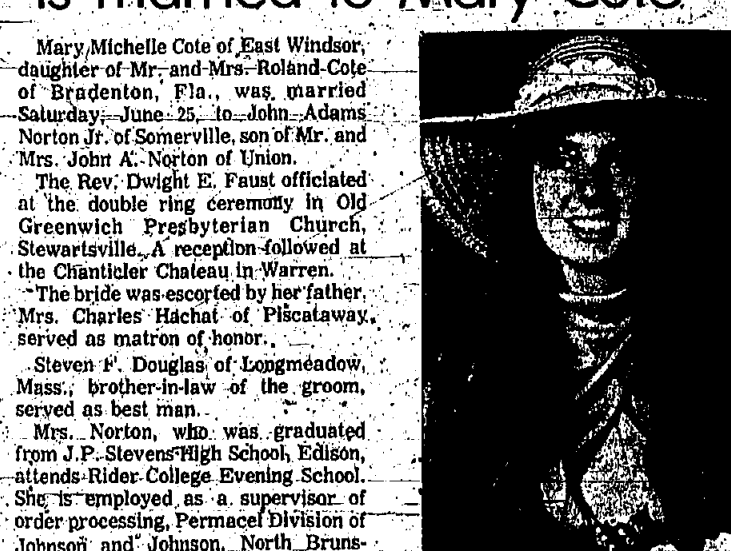 is married to Mary Cote
Mary Michelle Cote of East Windsor,
daughter of Mr. and Mrs. Roland Cote
of Bradenton, Fla., was married
Saturday, June 25, to John Adams
Norton Jr. of Somerville, son of Mr. and
Mrs. John A. Norton of Union.
The Rev. Dwight E. Faust officiated
at the double ring ceremony in Old
Greenwich Presbyterian Church,
Stewartsville. A reception followed at
the Chanticler Chateau in Warren.
The bride was escorted by her father.
Mrs. Charles Hachat of Piscataway
served as matron of honor.
Steven F. Douglas of Longmeadow,
Mass., brother-in-law of the groom,
served as best man.
Mrs. Norton, who was graduated
from J.P. Stevens High School, Edison,
attends Rider College Evening School.
She is employed as a supervisor of
order processing, Permacel Division of
Johnson and Johnson, North Bruns-